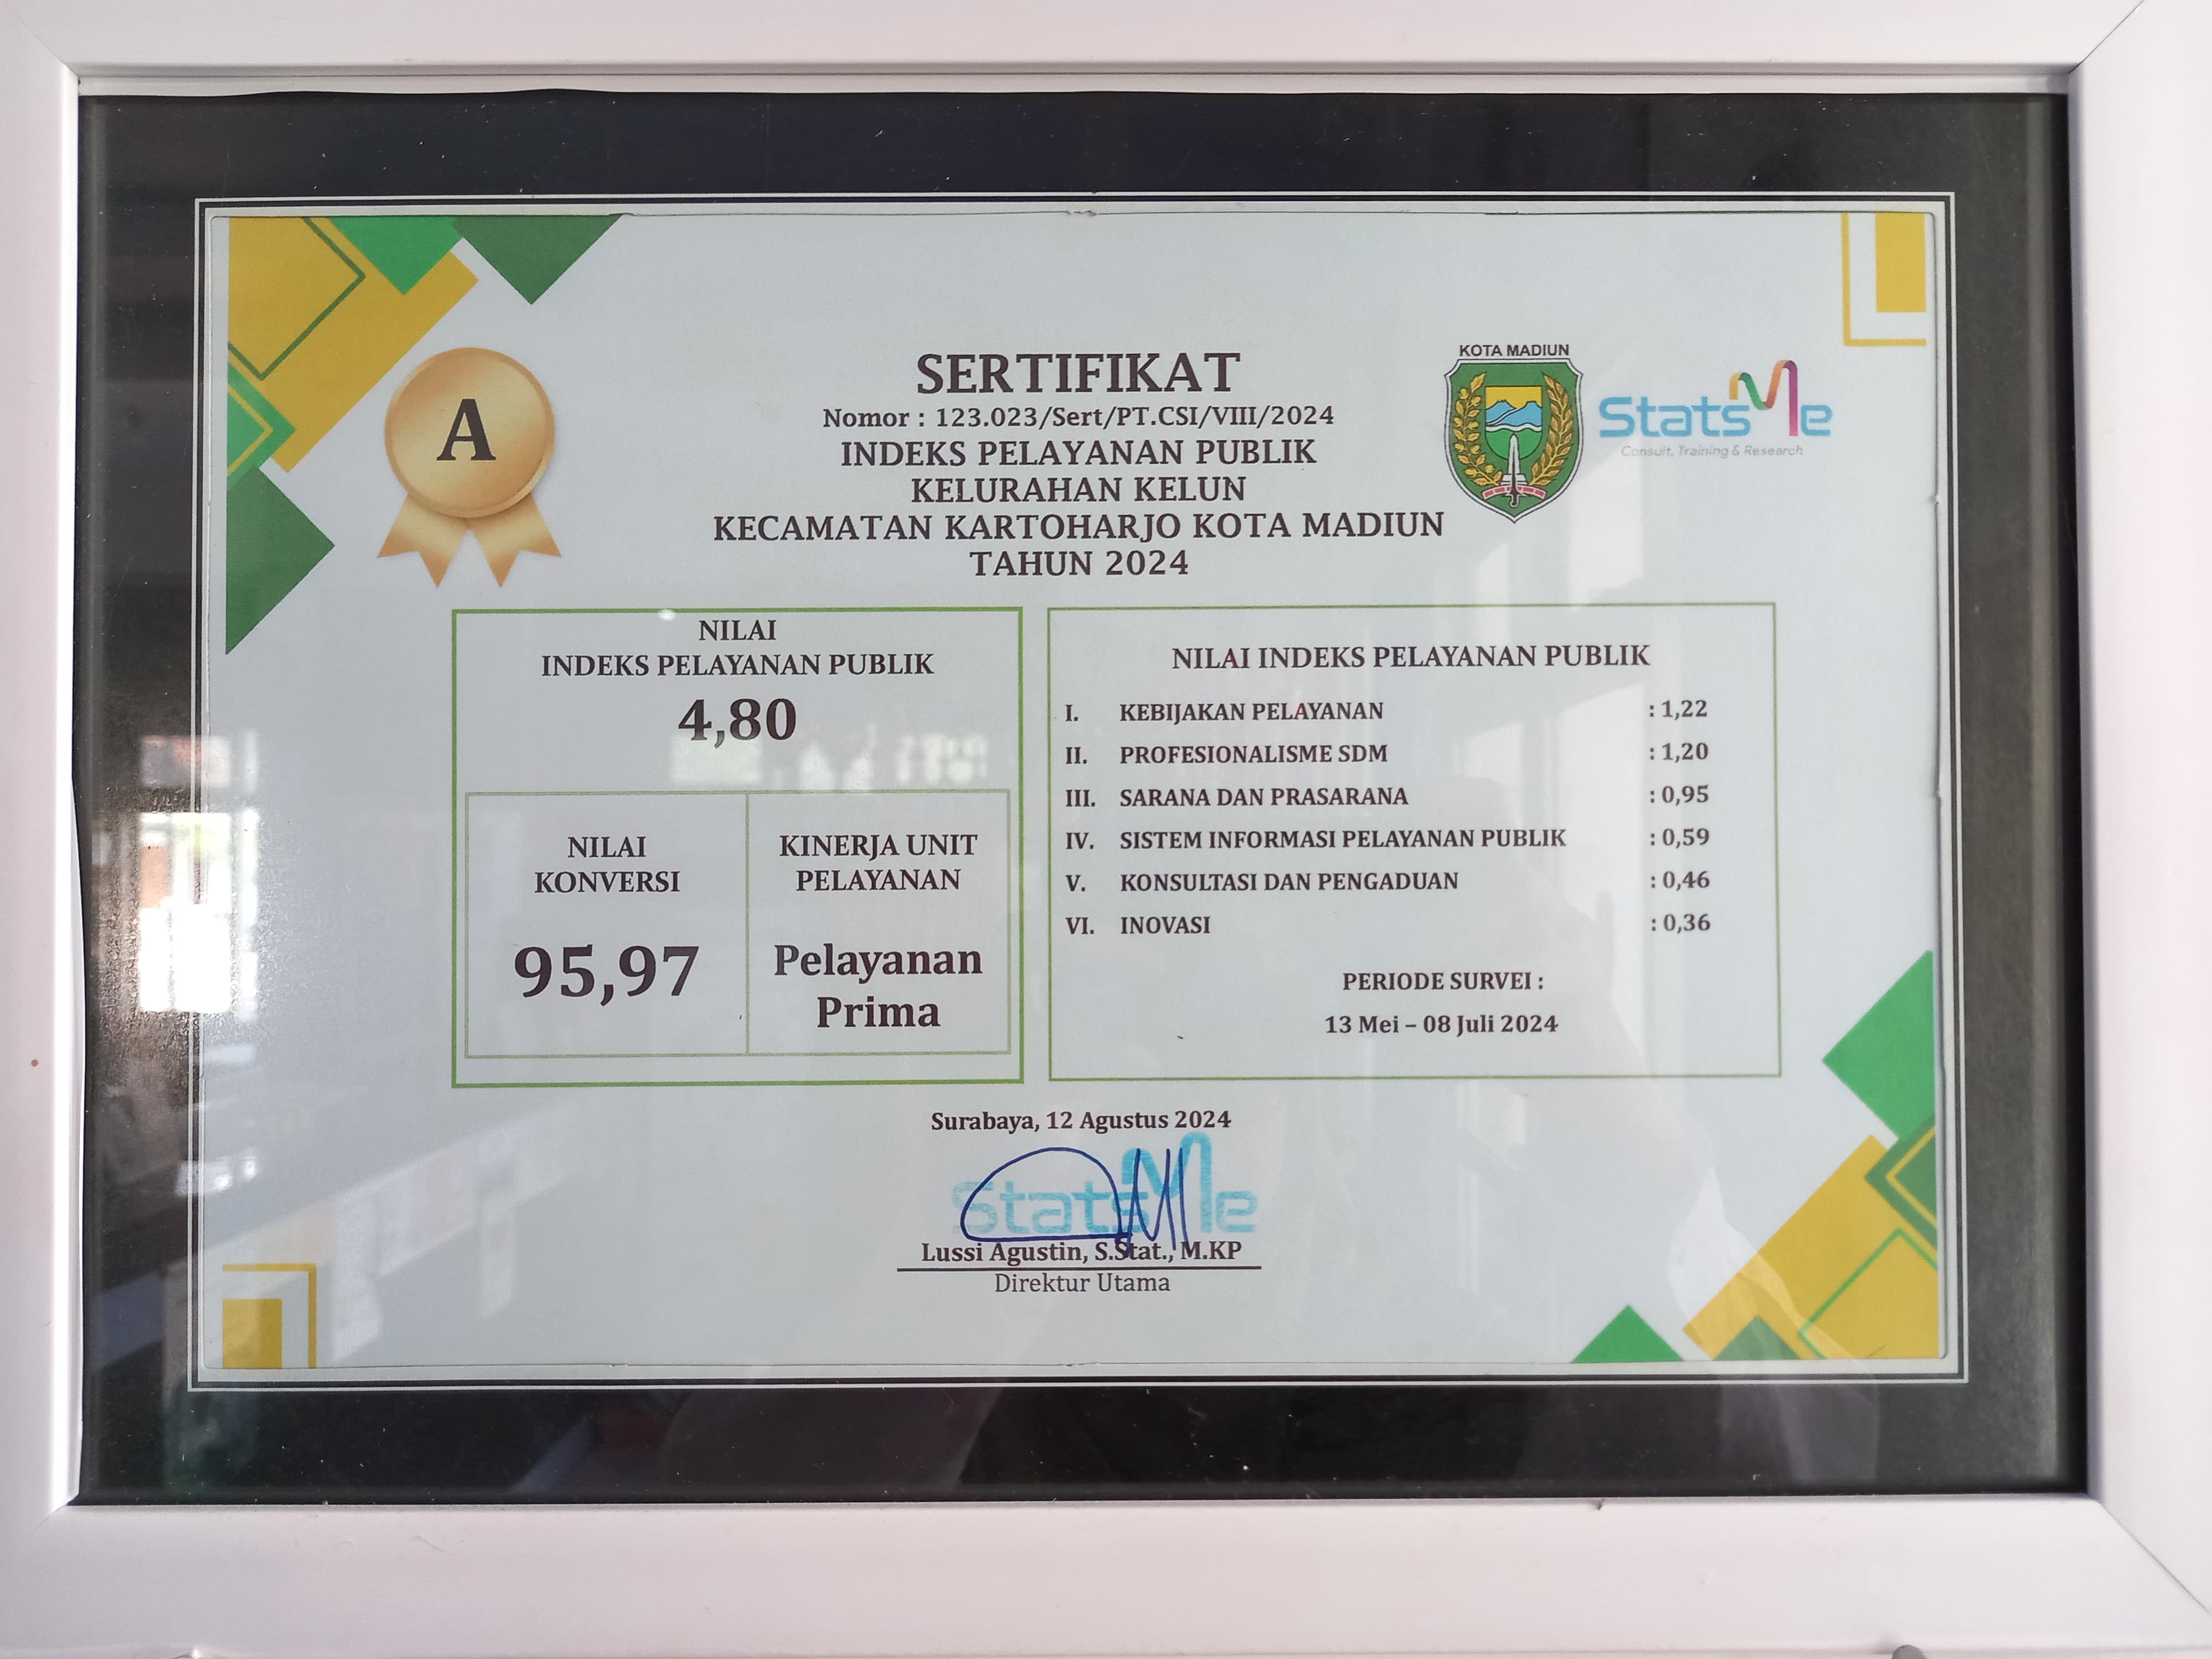 A
SERTIFIKAT
Nomor : 123.023/Sert/PT.CSI/VIII/2024
INDEKS PELAYANAN PUBLIK
KELURAHAN KELUN
KECAMATAN KARTOHARJO KOTA MADIUN
TAHUN 2024
KOTA MADIUN
StatsMe
Consult, Training & Research
NILAI
INDEKS PELAYANAN PUBLIK
4,80
NILAI
KONVERSI
95,97
KINERJA UNIT
PELAYANAN
Pelayanan
Prima
NILAI INDEKS PELAYANAN PUBLIK
I. KEBIJAKAN PELAYANAN : 1,22
II. PROFESIONALISME SDM : 1,20
III. SARANA DAN PRASARANA : 0,95
IV. SISTEM INFORMASI PELAYANAN PUBLIK : 0,59
V. KONSULTASI DAN PENGADUAN : 0,46
VI. INOVASI : 0,36
PERIODE SURVEI :
13 Mei – 08 Juli 2024
Surabaya, 12 Agustus 2024
StatsMe
Lussi Agustin, S.Stat., M.KP
Direktur Utama